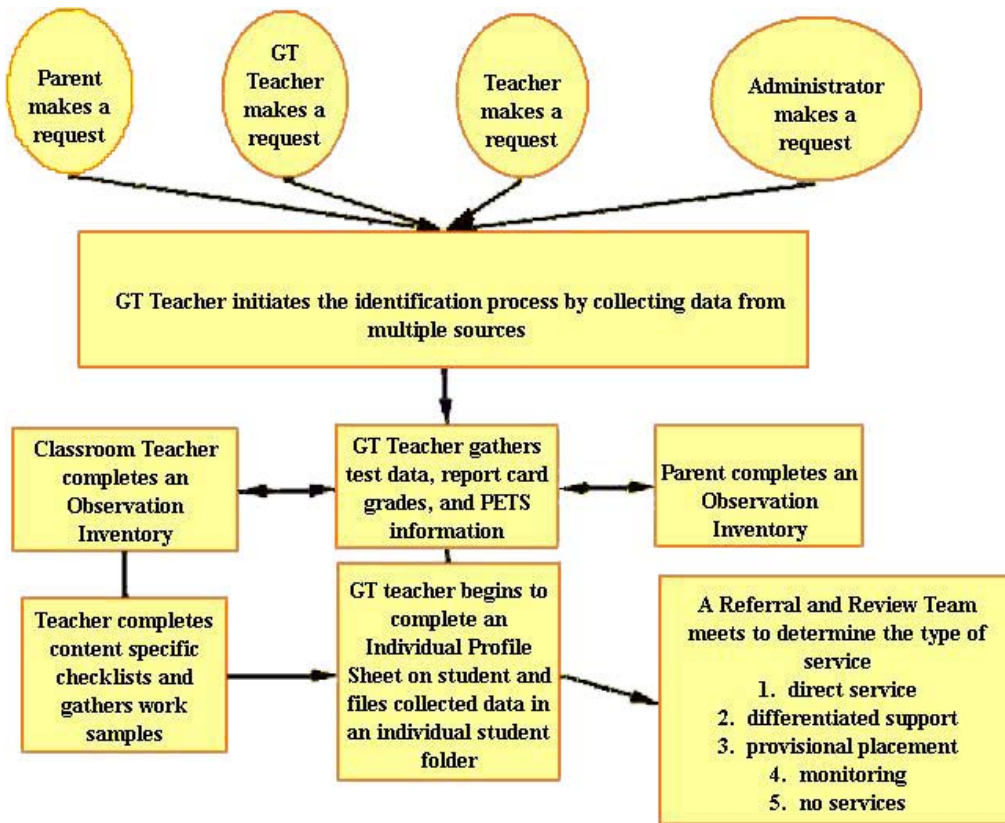 Parent
makes a
request
GT
Teacher
makes a
request
Teacher
makes a
request
Administrator
makes a
request
GT Teacher initiates the identification process by collecting data from
multiple sources
Classroom Teacher
completes an
Observation
Inventory
GT Teacher gathers
test data, report card
grades, and PETS
information
Parent completes an
Observation
Inventory
Teacher completes
content specific
checklists and
gathers work
samples
GT teacher begins to
complete an
Individual Profile
Sheet on student and
files collected data in
an individual student
folder
A Referral and Review Team
meets to determine the type of
service
1. direct service
2. differentiated support
3. provisional placement
4. monitoring
5. no services